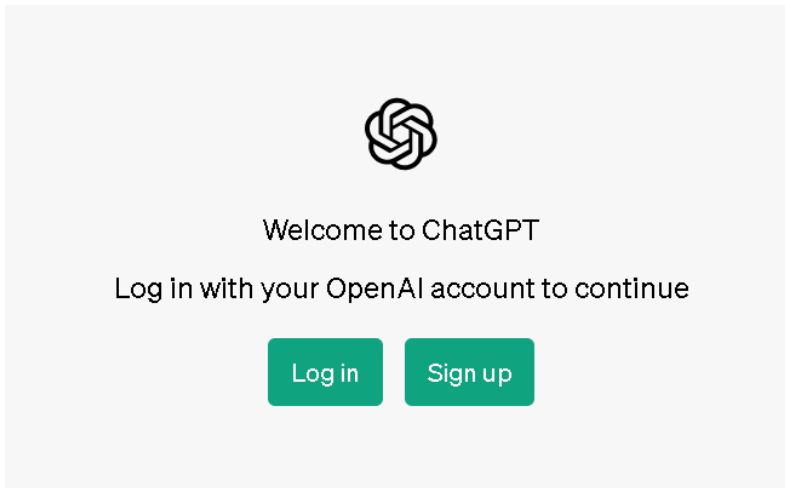 Welcome to ChatGPT
Log in with your OpenAI account to continue
Log in
Sign up